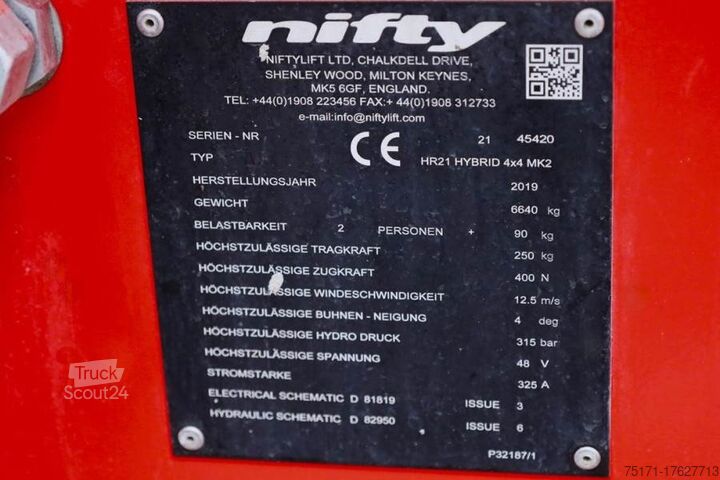 nifty
NIFTYLIFT LTD, CHALKDELL DRIVE,
SHENLEY WOOD, MILTON KEYNES,
MK5 6GF, ENGLAND.
TEL: +44(0)1908 223456 FAX:+ 44(0)1908 312733
e-mail:info@niftylift.com
SERIEN - NR 21 45420
TYP CE HR21 HYBRID 4x4 MK2
HERSTELLUNGSJAHR 2019
GEWICHT 6640 kg
BELASTBARKEIT 2 PERSONEN + 90 kg
HÖCHSTZULÄSSIGE TRAGKRAFT 250 kg
HÖCHSTZULÄSSIGE ZUGKRAFT 400 N
HÖCHSTZULÄSSIGE WINDESCHWINDIGKEIT 12.5 m/s
HÖCHSTZULÄSSIGE BUHNEN - NEIGUNG 4 deg
HÖCHSTZULÄSSIGE HYDRO DRUCK 315 bar
HÖCHSTZULÄSSIGE SPANNUNG 48 V
STROMSTARKE 325 A
ELECTRICAL SCHEMATIC D 81819 ISSUE 3
HYDRAULIC SCHEMATIC D 82950 ISSUE 6
P32187/1
Truck
Scout24
75171-17627713